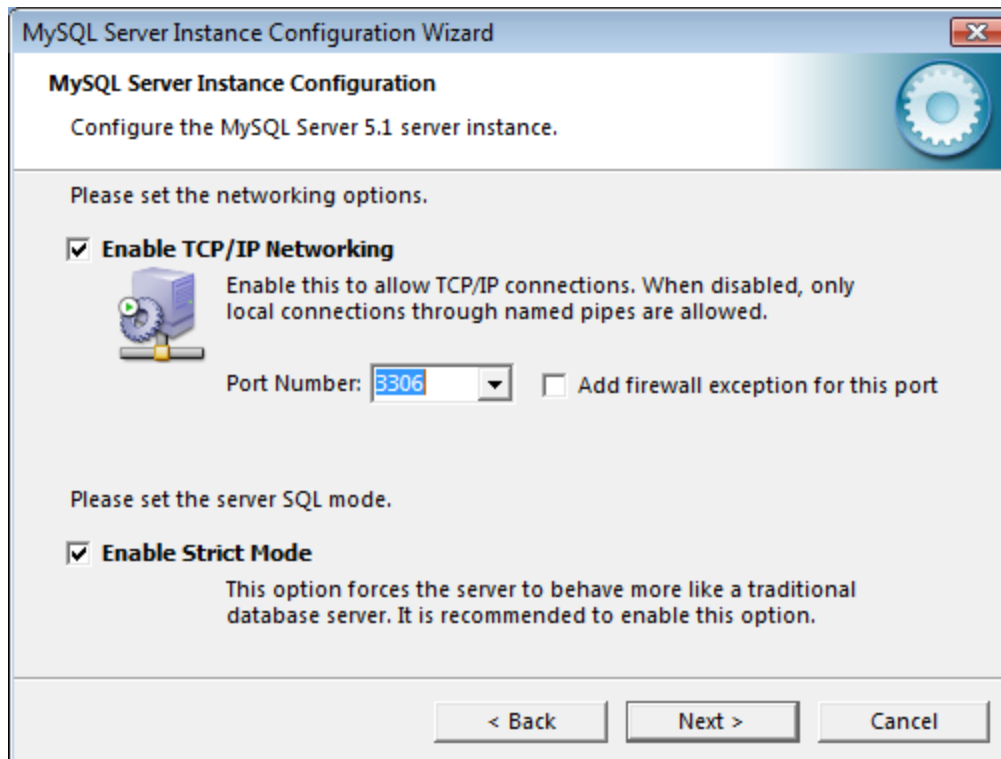 MySQL Server Instance Configuration Wizard
MySQL Server Instance Configuration
Configure the MySQL Server 5.1 server instance.
Please set the networking options.
Enable TCP/IP Networking
Enable this to allow TCP/IP connections. When disabled, only
local connections through named pipes are allowed.
Port Number: 3306 Add firewall exception for this port
Please set the server SQL mode.
Enable Strict Mode
This option forces the server to behave more like a traditional
database server. It is recommended to enable this option.
< Back Next > Cancel